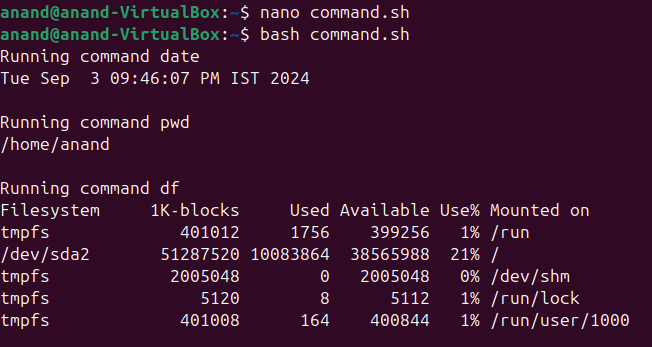 anand@anand-VirtualBox:~$ nano command.sh
anand@anand-VirtualBox:~$ bash command.sh
Running command date
Tue Sep  3 09:46:07 PM IST 2024

Running command pwd
/home/anand

Running command df
Filesystem     1K-blocks     Used Available Use% Mounted on
tmpfs             401012     1756    399256   1% /run
/dev/sda2       51287520 10083864  38565988  21% /
tmpfs            2005048        0   2005048   0% /dev/shm
tmpfs               5120        8      5112   1% /run/lock
tmpfs             401008      164    400844   1% /run/user/1000